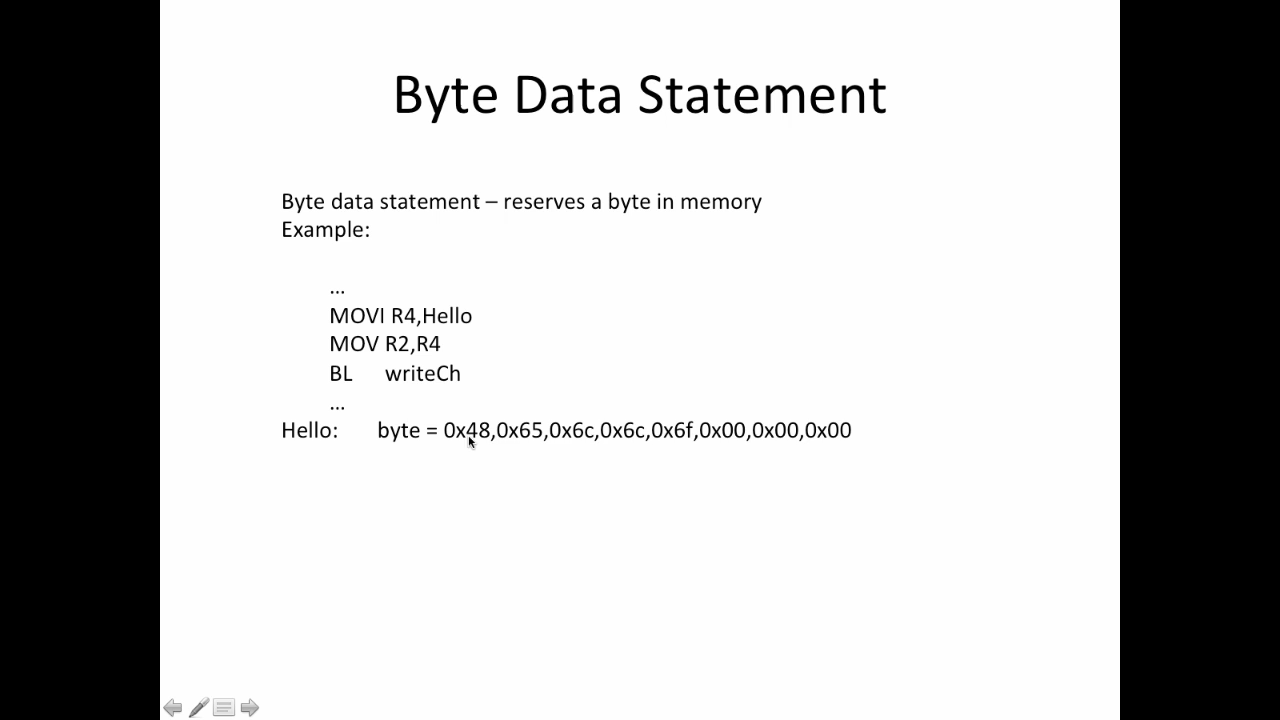 Byte Data Statement
Byte data statement – reserves a byte in memory
Example:
...
MOVI R4,Hello
MOV R2,R4
BL writeCh
...
Hello: byte = 0x48,0x65,0x6c,0x6c,0x6f,0x00,0x00,0x00